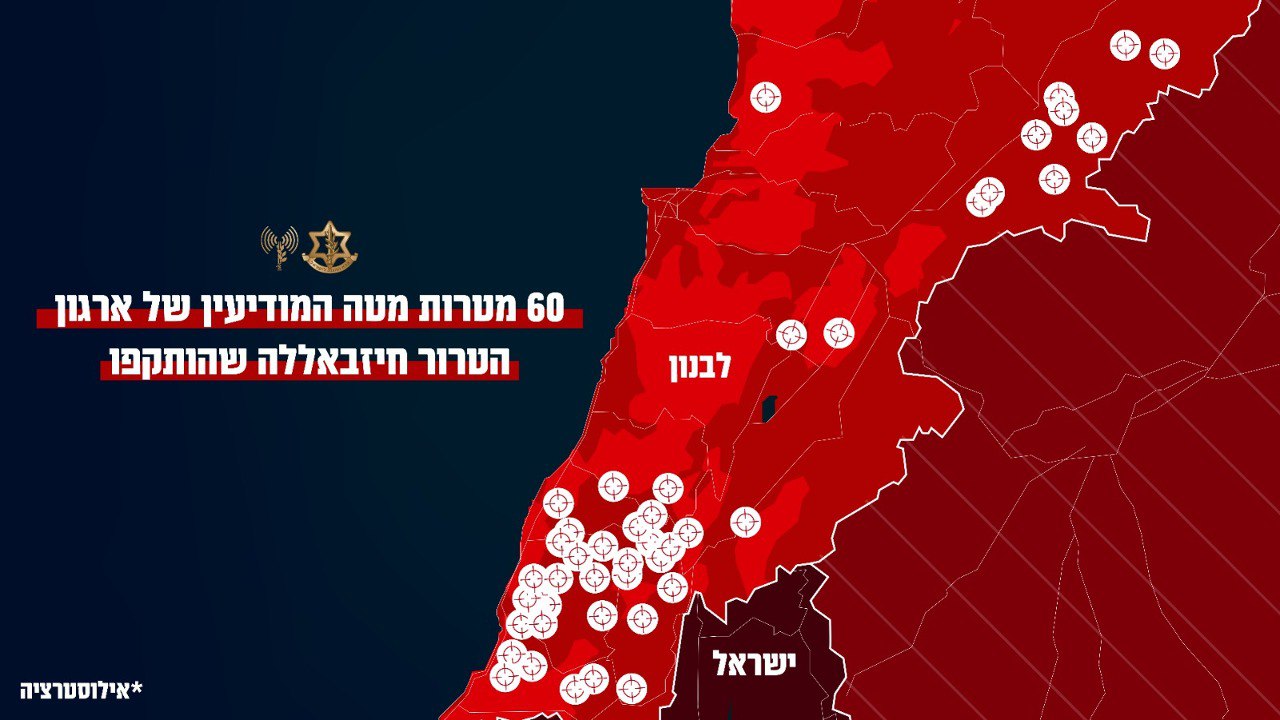 60 מטרות מטה המודיעין של ארגון
הטרור חיזבאללה שהותקפו
לבנון
ישראל
*אילוסטרציה